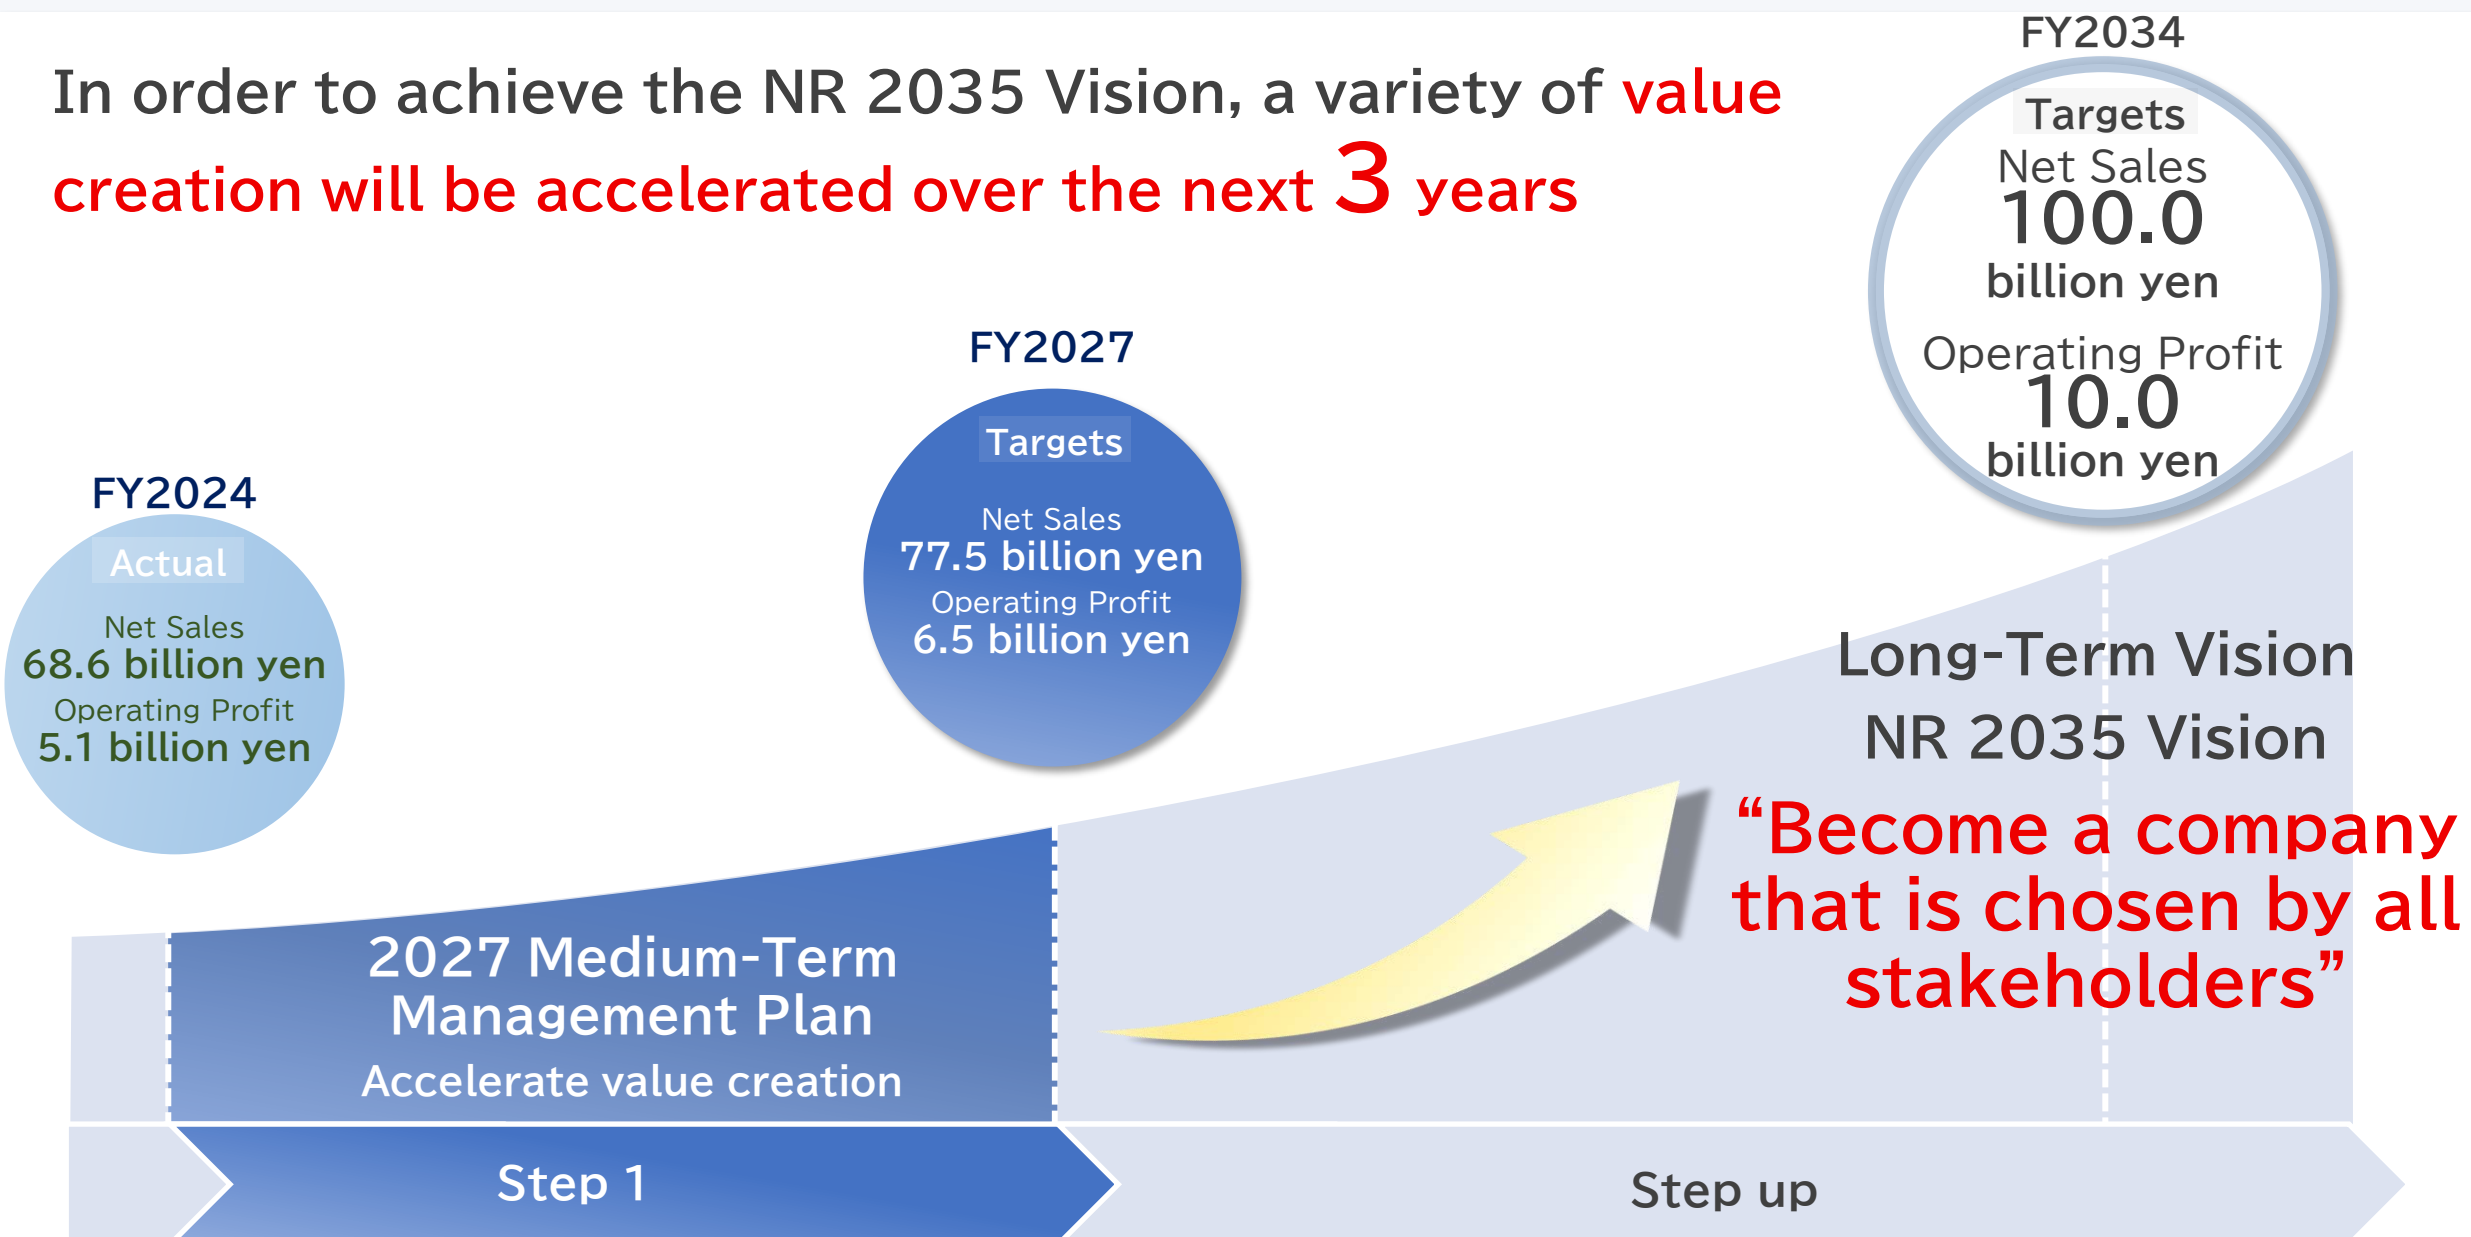 In order to achieve the NR 2035 Vision, a variety of value
creation will be accelerated over the next 3 years
FY2024
Actual
Net Sales
68.6 billion yen
Operating Profit
5.1 billion yen
FY2027
Targets
Net Sales
77.5 billion yen
Operating Profit
6.5 billion yen
FY2034
Targets
Net Sales
100.0
billion yen
Operating Profit
10.0
billion yen
Long-Term Vision
NR 2035 Vision
“Become a company
that is chosen by all
stakeholders”
2027 Medium-Term
Management Plan
Accelerate value creation
Step 1
Step up